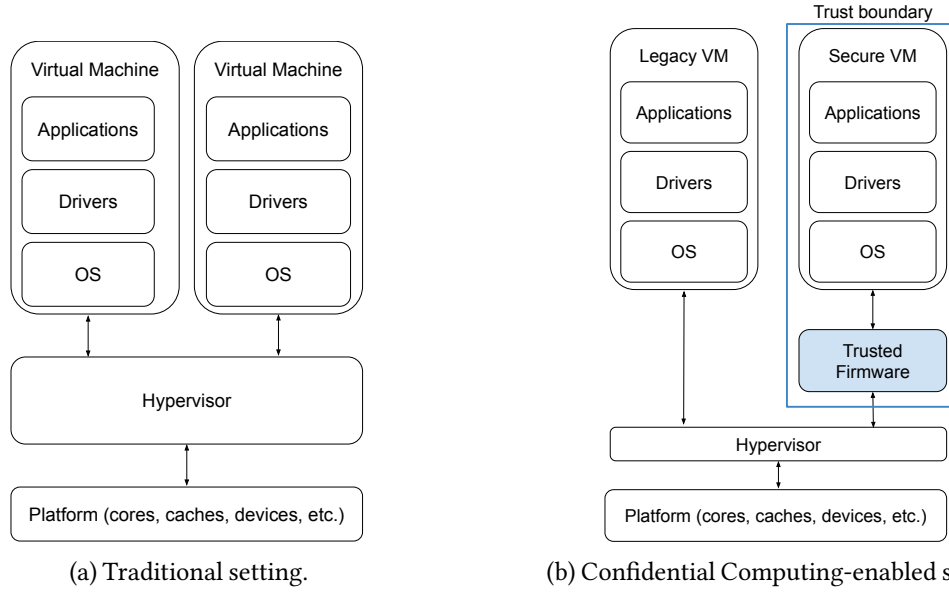 Virtual Machine
Applications
Drivers
OS
Virtual Machine
Applications
Drivers
OS
Hypervisor
Platform (cores, caches, devices, etc.)
(a) Traditional setting.
Trust boundary
Legacy VM
Applications
Drivers
OS
Secure VM
Applications
Drivers
OS
Trusted
Firmware
Hypervisor
Platform (cores, caches, devices, etc.)
(b) Confidential Computing-enabled s